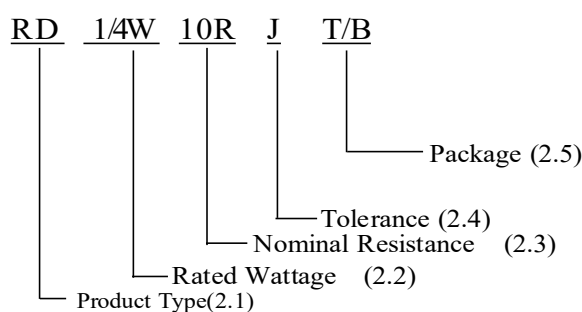 RD 1/4W 10R J T/B
Package (2.5)
Tolerance (2.4)
Nominal Resistance (2.3)
Rated Wattage (2.2)
Product Type(2.1)